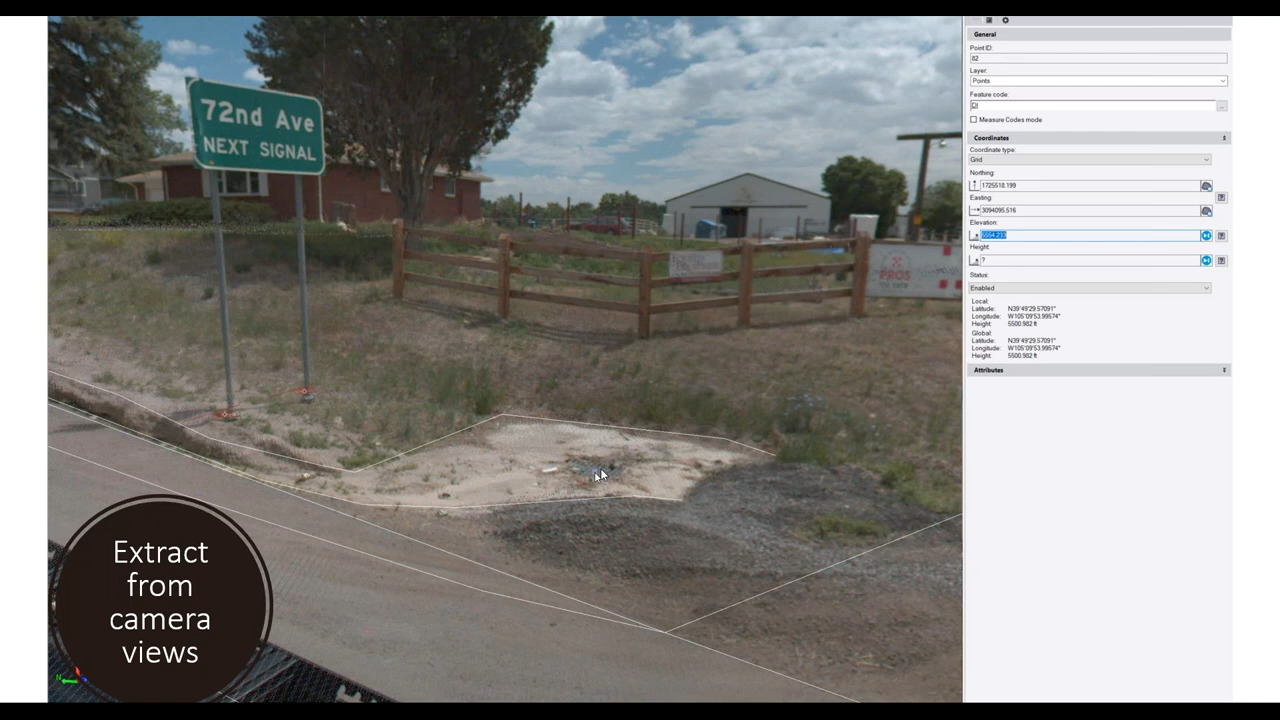 72nd Ave
NEXT SIGNAL
PROS
Extract
from
camera
views
N
General
Point ID:
82
Layer:
Points
Feature code:
DI
Measure Codes mode
Coordinates
Coordinate type:
Grid
Northing:
1725518.199
Easting:
3094095.516
Elevation:
Height:
?
Status:
Enabled
Local:
Latitude: N39°49'29.57091"
Longitude: W105°09'53.99574"
Height: 5500.982 ft
Global:
Latitude: N39°49'29.57091"
Longitude: W105°09'53.99574"
Height: 5500.982 ft
Attributes